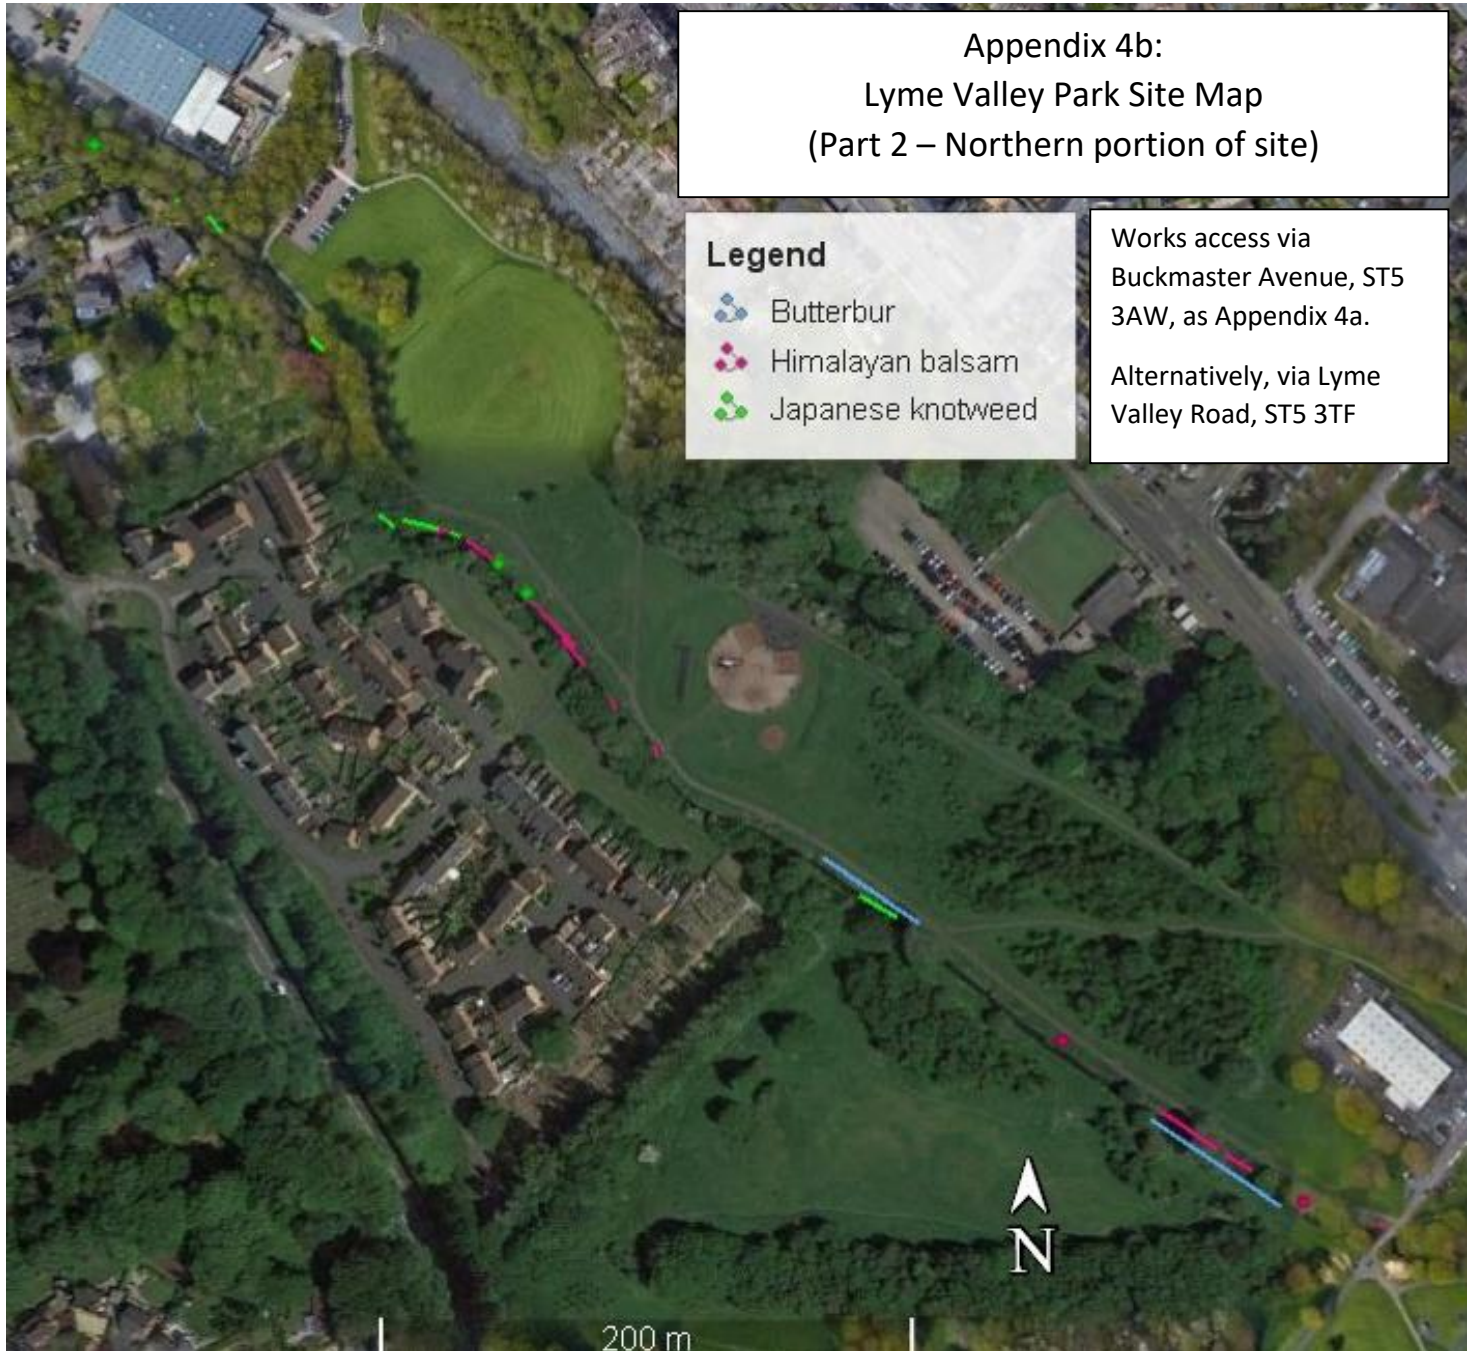 Appendix 4b:
Lyme Valley Park Site Map
(Part 2 – Northern portion of site)
Legend
Butterbur
Himalayan balsam
Japanese knotweed
Works access via
Buckmaster Avenue, ST5
3AW, as Appendix 4a.
Alternatively, via Lyme
Valley Road, ST5 3TF
N
200 m